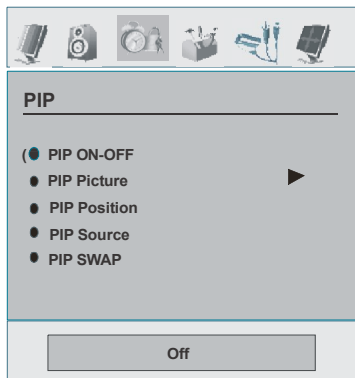 PIP
( PIP ON-OFF
PIP Picture
PIP Position
PIP Source
PIP SWAP
Off